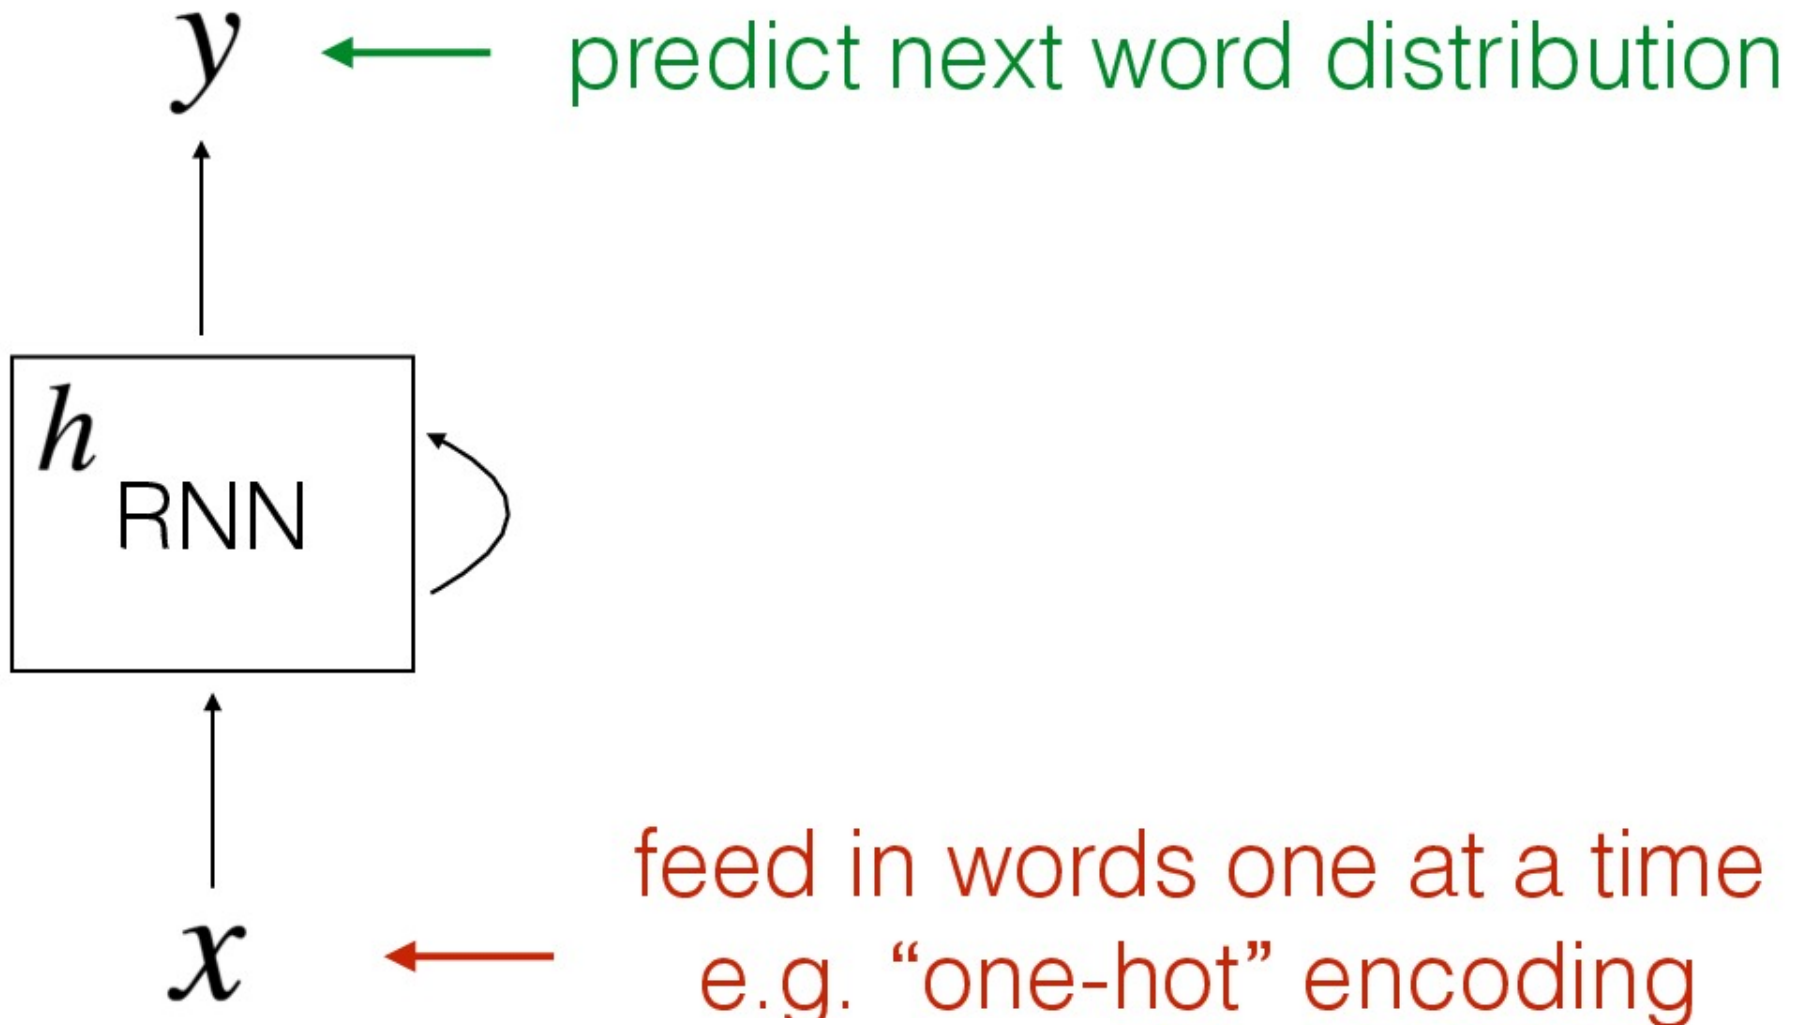 y
predict next word distribution
h
RNN
x
feed in words one at a time
e.g. “one-hot” encoding